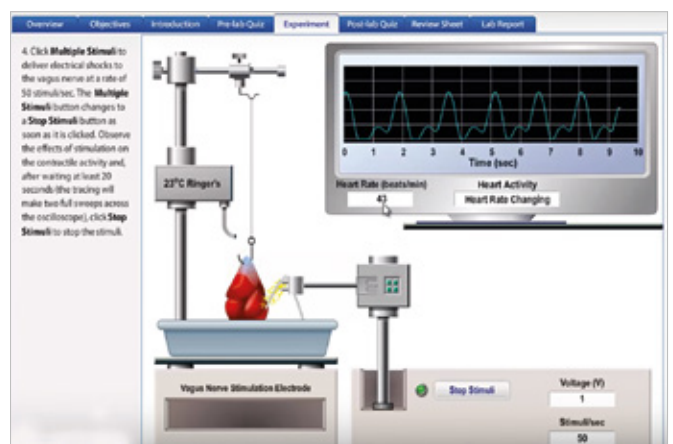 Overview Objectives Introduction Pre-lab Quiz Experiment Post-lab Quiz Review Sheet Lab Report
4. Click Multiple Stimuli to
deliver electrical shocks to
the vagus nerve at a rate of
50 stimuli/sec. The Multiple
Stimuli button changes to
a Stop Stimuli button as
soon as it is clicked. Observe
the effects of stimulation on
the contractile activity and,
after waiting at least 20
seconds (the tracing will
make two full sweeps across
the oscilloscope), click Stop
Stimuli to stop the stimuli.
23°C Ringer's
0 1 2 3 4 5 6 7 8 9 10
Time (sec)
Heart Rate (beats/min) Heart Activity
43 Heart Rate Changing
Vagus Nerve Stimulation Electrode
Stop Stimuli
Voltage (V)
1
Stimuli/sec
50